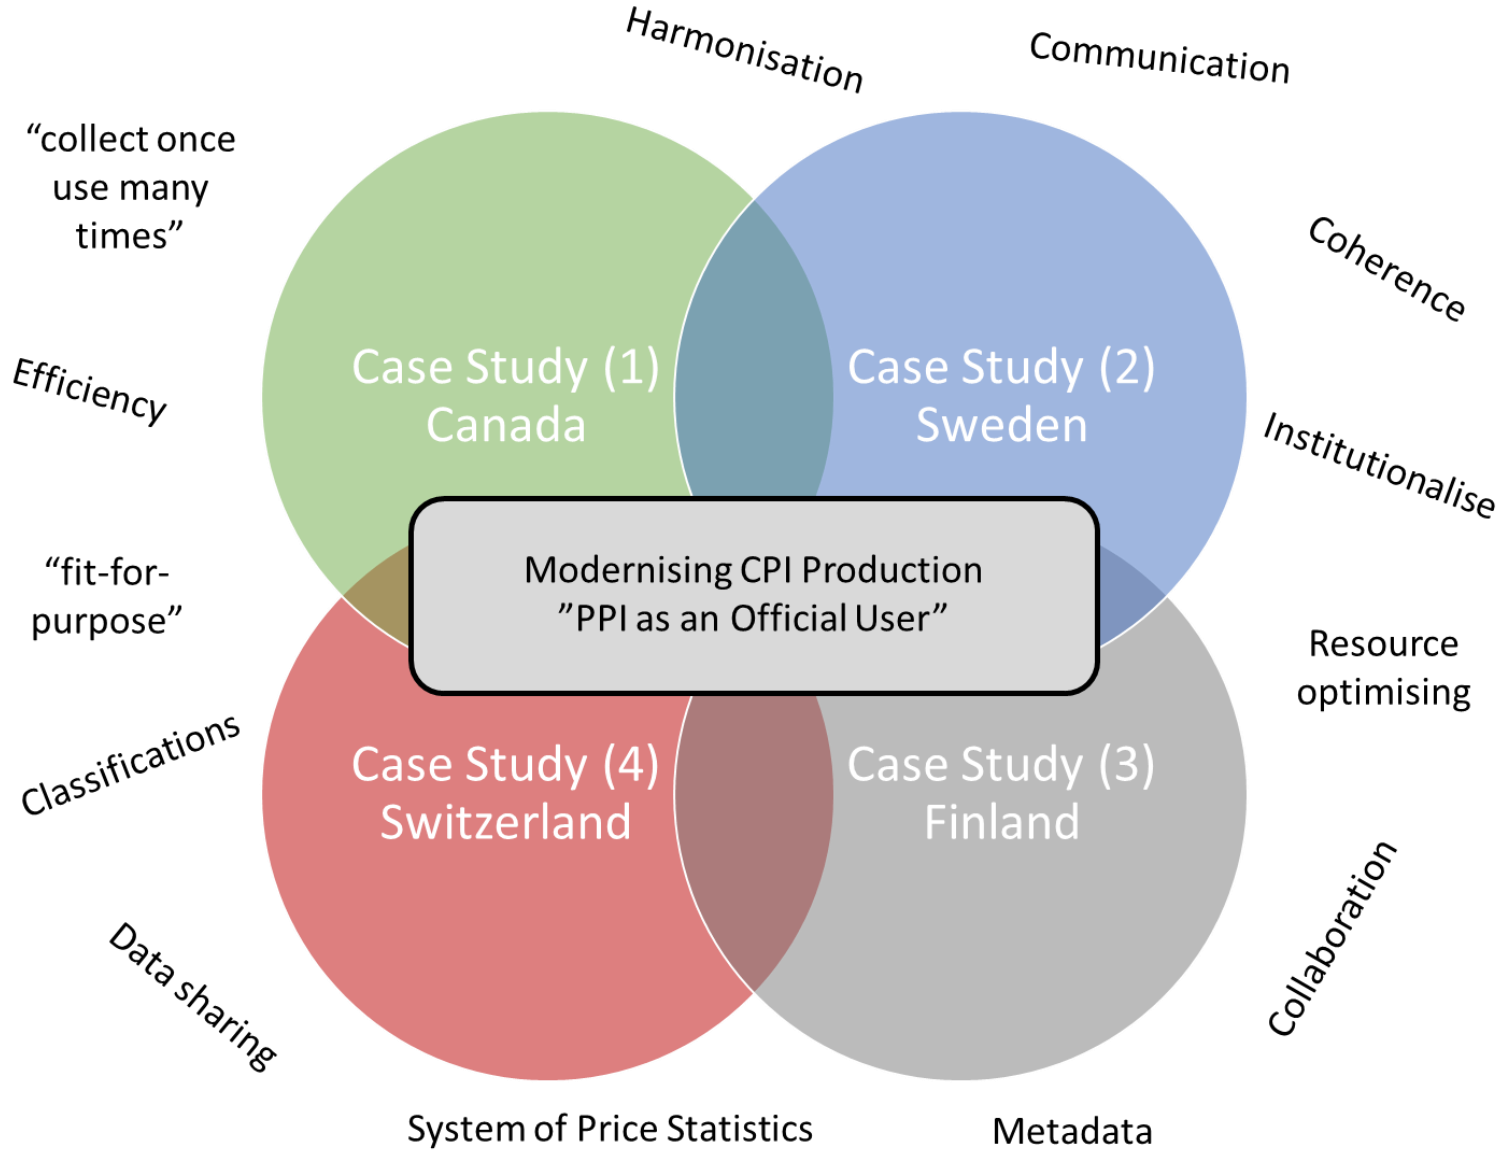 Harmonisation
Communication
“collect once
use many
times”
Coherence
Efficiency
Case Study (1)
Canada
Case Study (2)
Sweden
Institutionalise
“fit-for-
purpose”
Modernising CPI Production
”PPI as an Official User”
Resource
optimising
Classifications
Case Study (4)
Switzerland
Case Study (3)
Finland
Collaboration
Data sharing
System of Price Statistics
Metadata